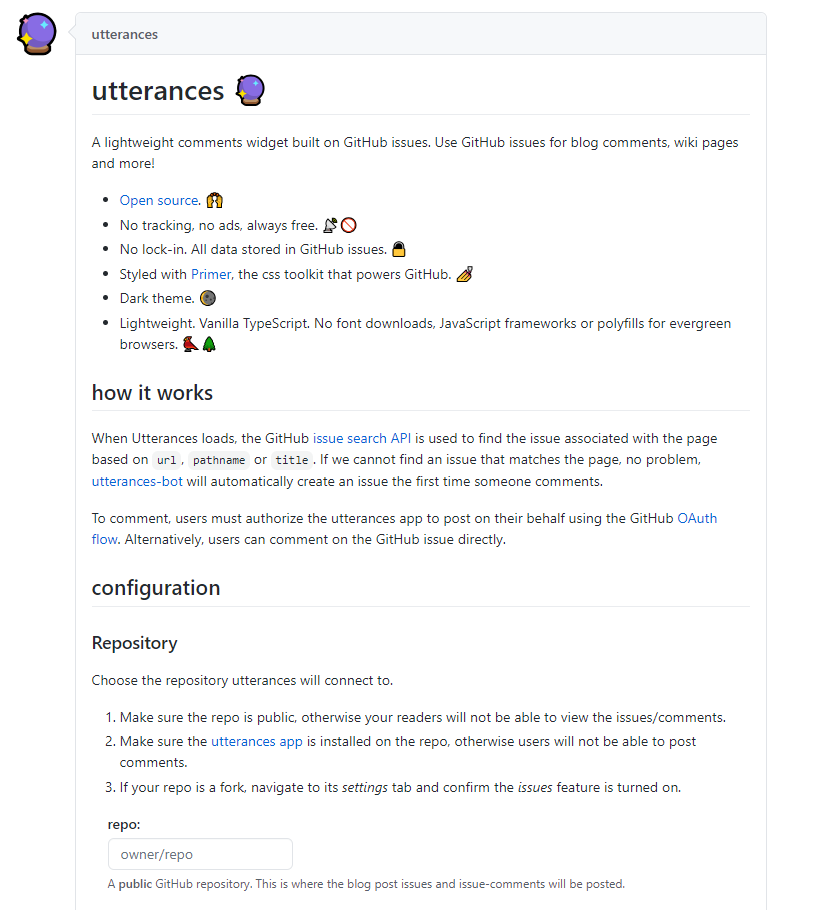 utterances
utterances
A lightweight comments widget built on GitHub issues. Use GitHub issues for blog comments, wiki pages
and more!
Open source.
No tracking, no ads, always free.
No lock-in. All data stored in GitHub issues.
Styled with Primer, the css toolkit that powers GitHub.
Dark theme.
Lightweight. Vanilla TypeScript. No font downloads, JavaScript frameworks or polyfills for evergreen
browsers.
how it works
When Utterances loads, the GitHub issue search API is used to find the issue associated with the page
based on url, pathname or title. If we cannot find an issue that matches the page, no problem,
utterances-bot will automatically create an issue the first time someone comments.
To comment, users must authorize the utterances app to post on their behalf using the GitHub OAuth
flow. Alternatively, users can comment on the GitHub issue directly.
configuration
Repository
Choose the repository utterances will connect to.
1. Make sure the repo is public, otherwise your readers will not be able to view the issues/comments.
2. Make sure the utterances app is installed on the repo, otherwise users will not be able to post
comments.
3. If your repo is a fork, navigate to its settings tab and confirm the issues feature is turned on.
repo:
owner/repo
A public GitHub repository. This is where the blog post issues and issue-comments will be posted.